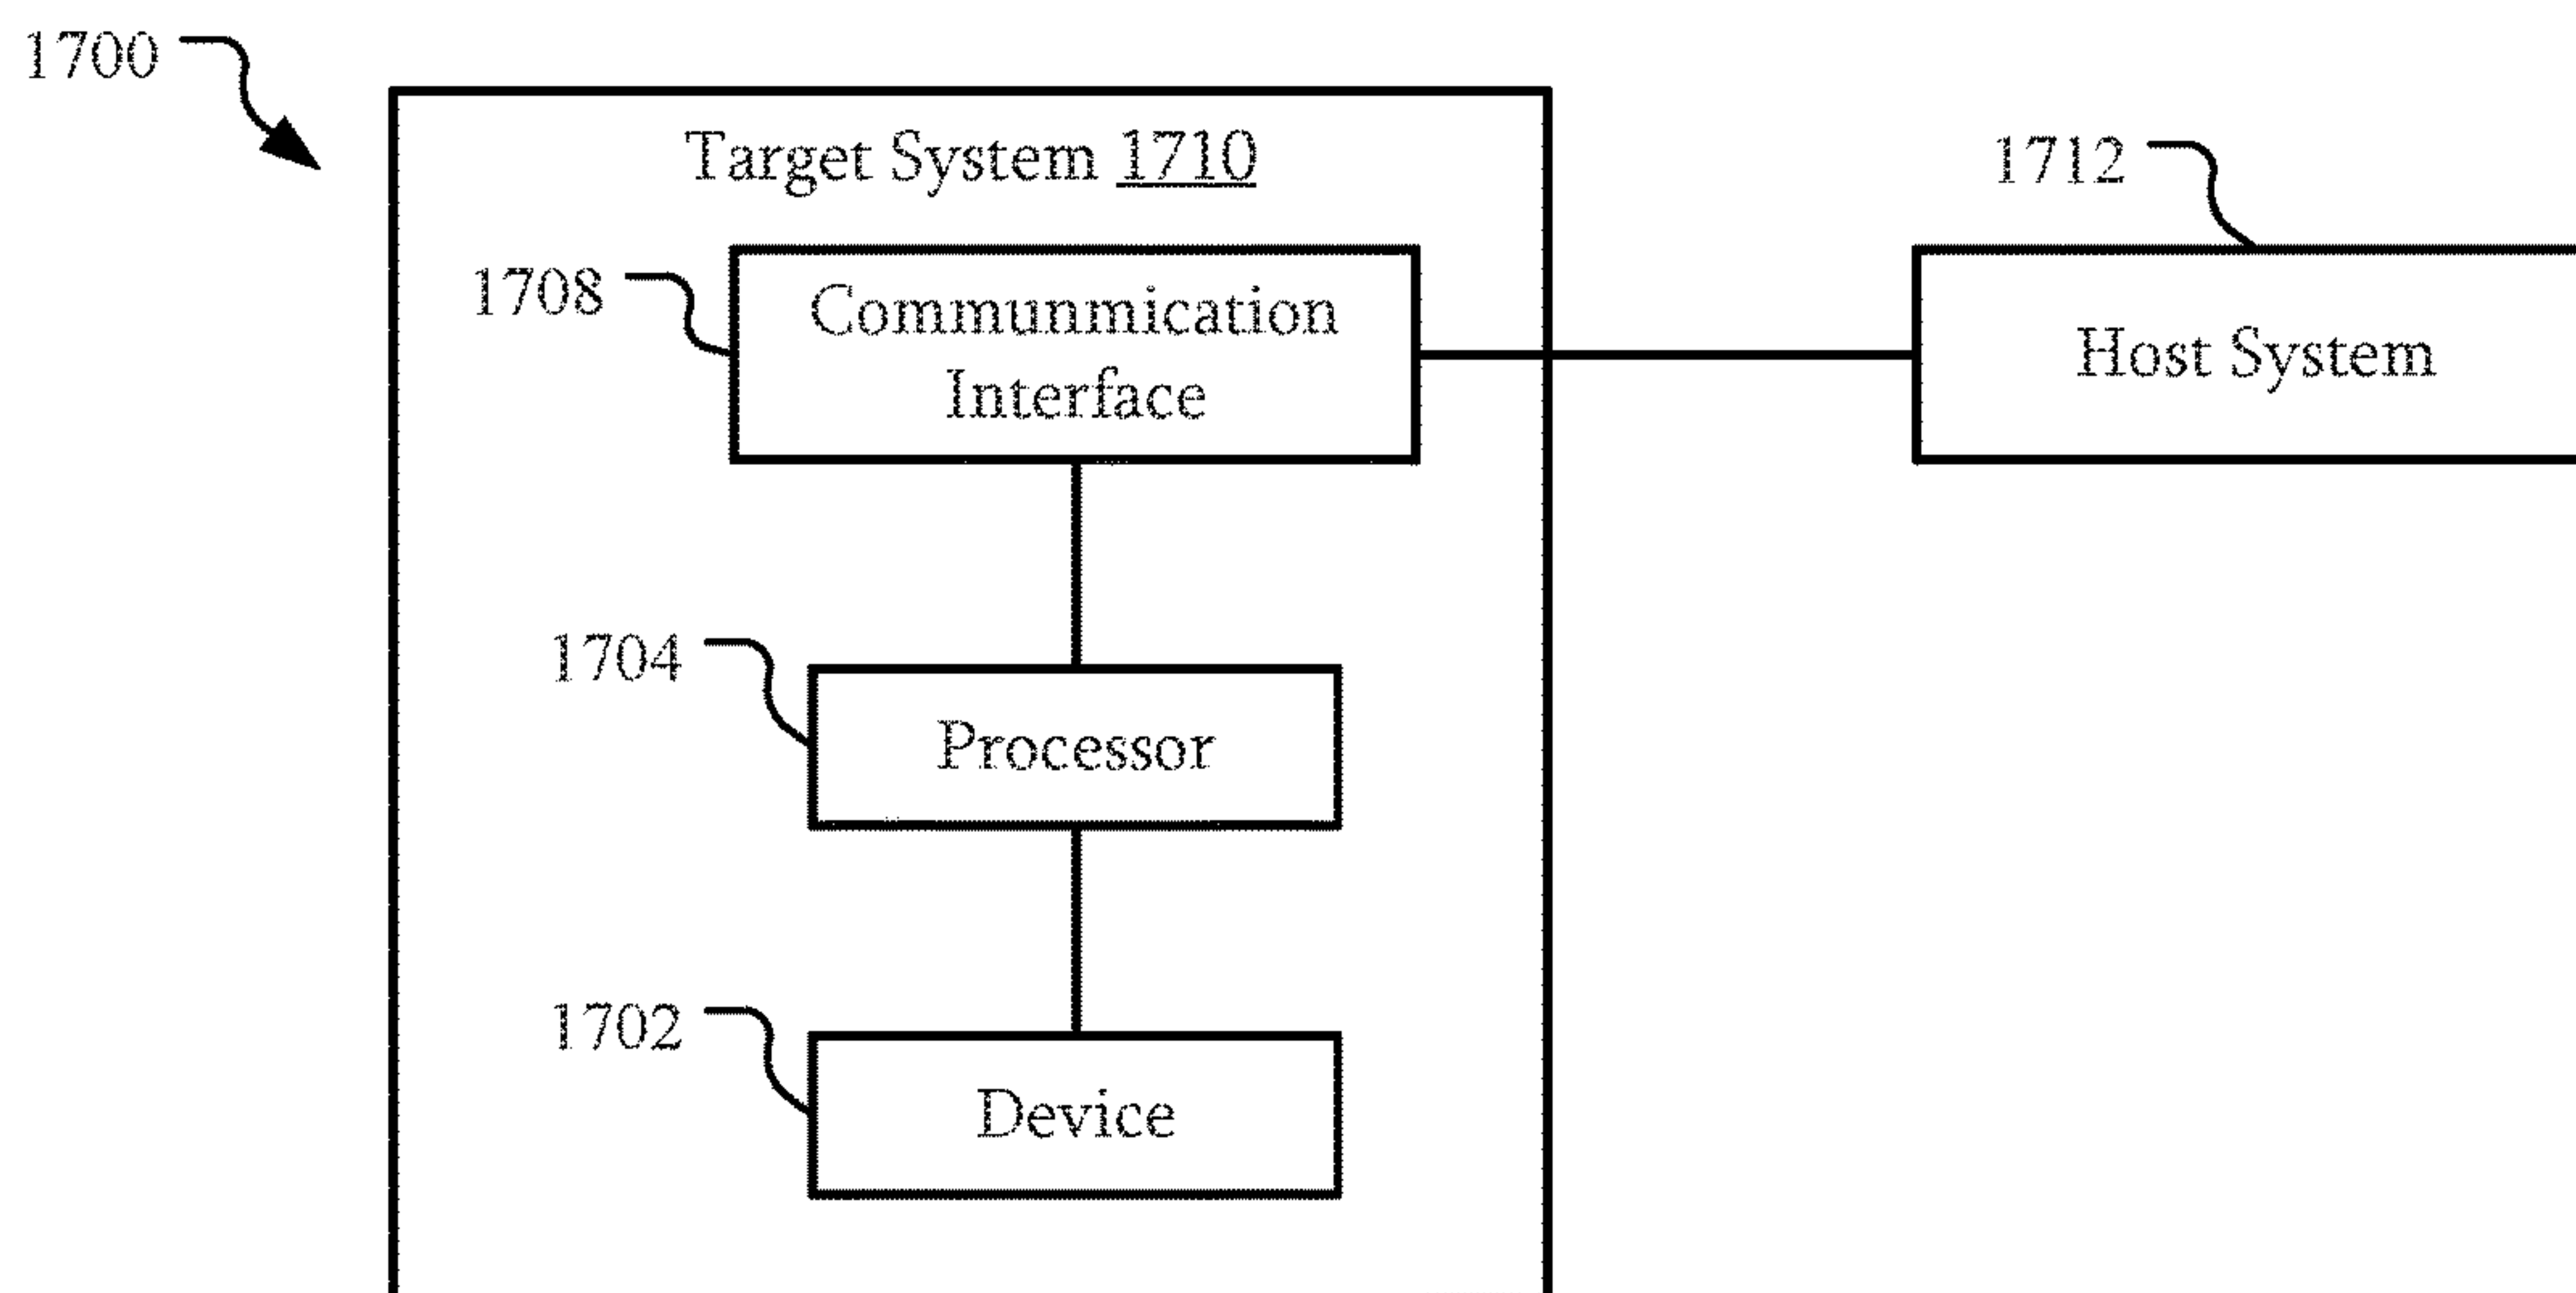 1700
Target System 1710
1712
1708
Communmication
Interface
Host System
1704
Processor
1702
Device